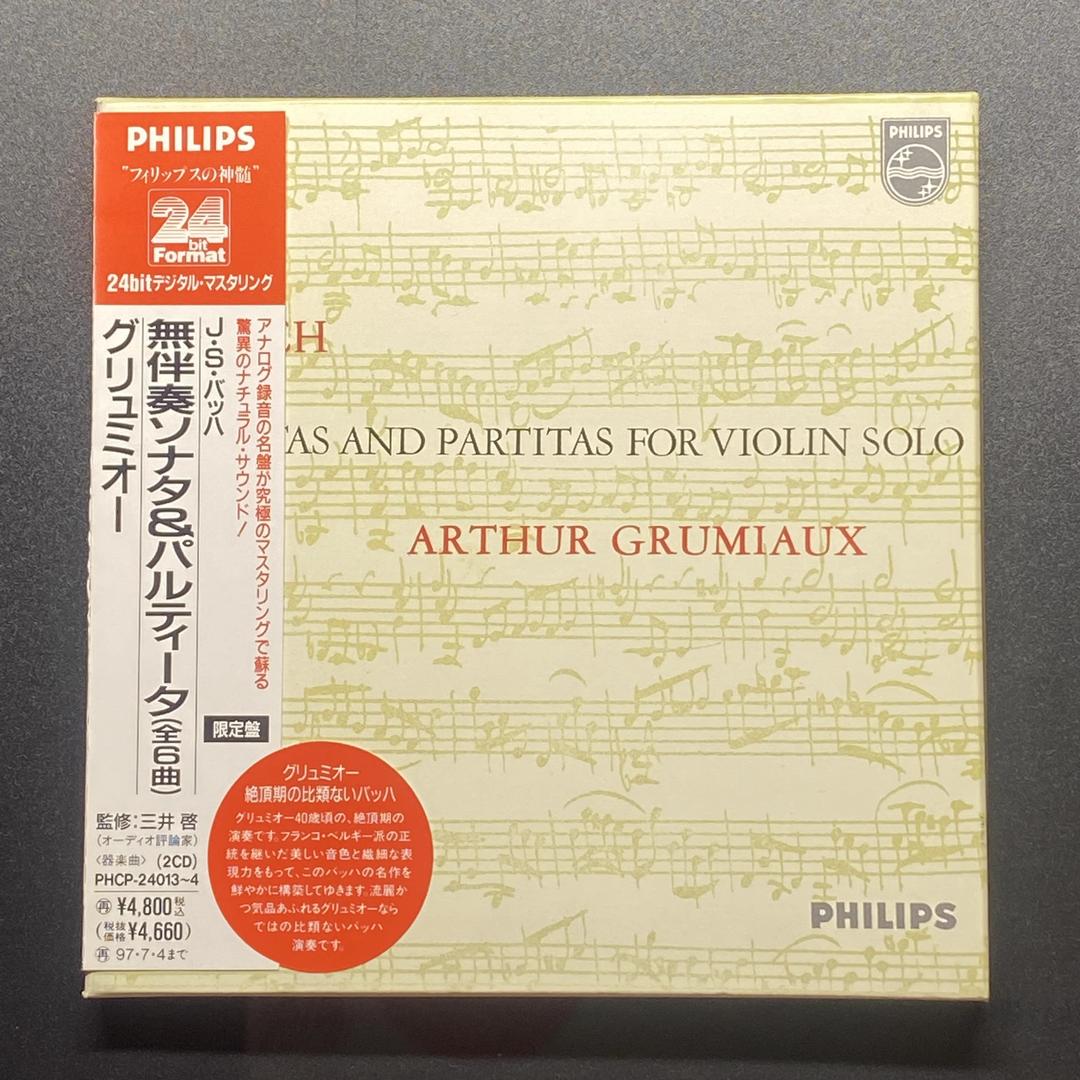 PHILIPS
"フィリップスの神髄"
24
bit
Format
24bitデジタル・マスタリング
アナログ録音の名盤が究極のマスタリングで蘇る
驚異のナチュラル・サウンド!
J・S・バッハ
無伴奏ソナタ&パルティータ(全6曲)
グリュミオー
限定盤
監修:三井 啓
(オーディオ評論家)
〈器楽曲〉 (2CD)
PHCP-24013~4
再 ¥4,800税込
(税抜価格¥4,660)
再 97・7・4まで
グリュミオー
絶頂期の比類ないバッハ
グリュミオー40歳頃の、絶頂期の
演奏です。フランコ・ベルギー派の正
統を継いだ美しい音色と繊細な表
現力をもって、このバッハの名作を
鮮やかに構築してゆきます。流麗か
つ気品あふれるグリュミオーなら
ではの比類ないバッハ
演奏です。
PHILIPS
CH
TAS AND PARTITAS FOR VIOLIN SOLO
ARTHUR GRUMIAUX
PHILIPS